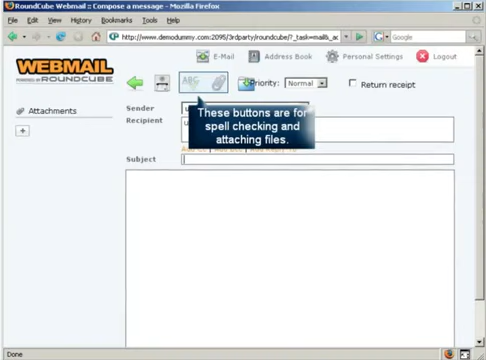 RoundCube Webmail :: Compose a message - Mozilla Firefox
File Edit View History Bookmarks Tools Help
http://www.demodummy.com:2095/3rdparty/roundcube/?_task=mail&_ac
Google
E-Mail Address Book Personal Settings Logout
WEBMAIL
POWERED BY ROUNDCUBE
ABC
Priority: Normal
Return receipt
Attachments
+
Sender
Recipient
These buttons are for
spell checking and
attaching files.
Subject
Done